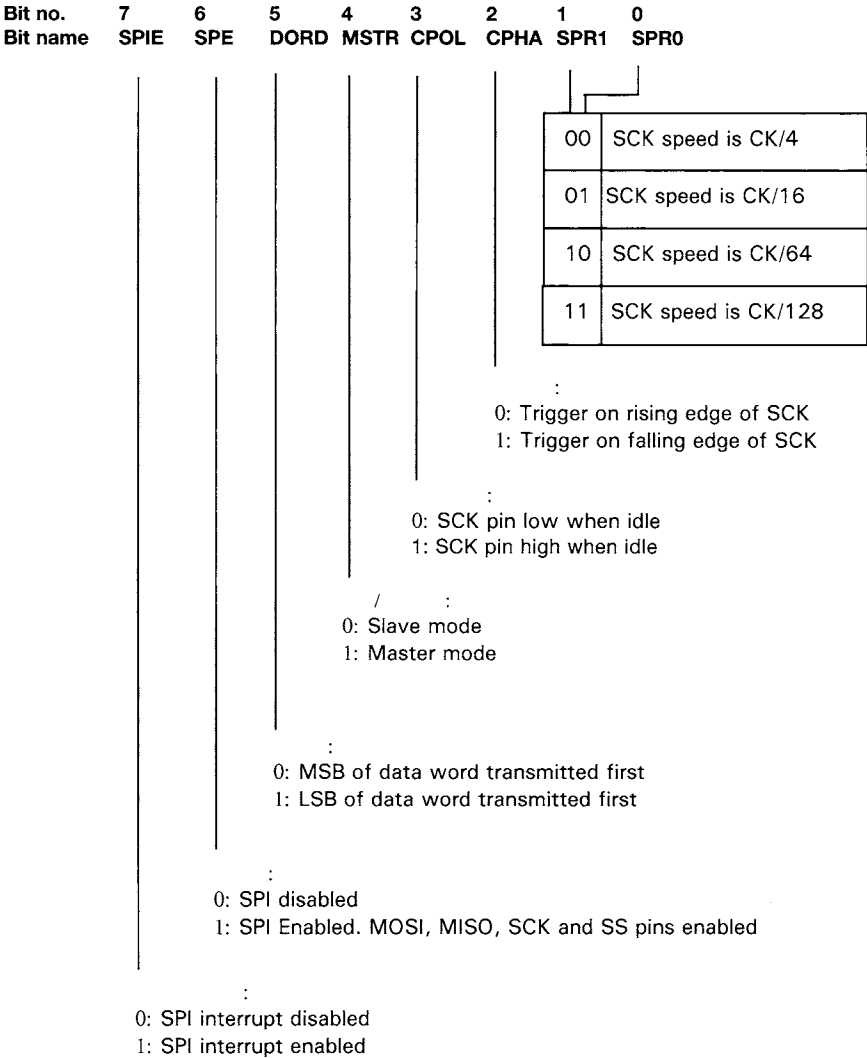 Bit no. 7 6 5 4 3 2 1 0
Bit name SPIE SPE DORD MSTR CPOL CPHA SPR1 SPR0
00 SCK speed is CK/4
01 SCK speed is CK/16
10 SCK speed is CK/64
11 SCK speed is CK/128
:
0: Trigger on rising edge of SCK
1: Trigger on falling edge of SCK
:
0: SCK pin low when idle
1: SCK pin high when idle
/ :
0: Slave mode
1: Master mode
:
0: MSB of data word transmitted first
1: LSB of data word transmitted first
:
0: SPI disabled
1: SPI Enabled. MOSI, MISO, SCK and SS pins enabled
:
0: SPI interrupt disabled
1: SPI interrupt enabled